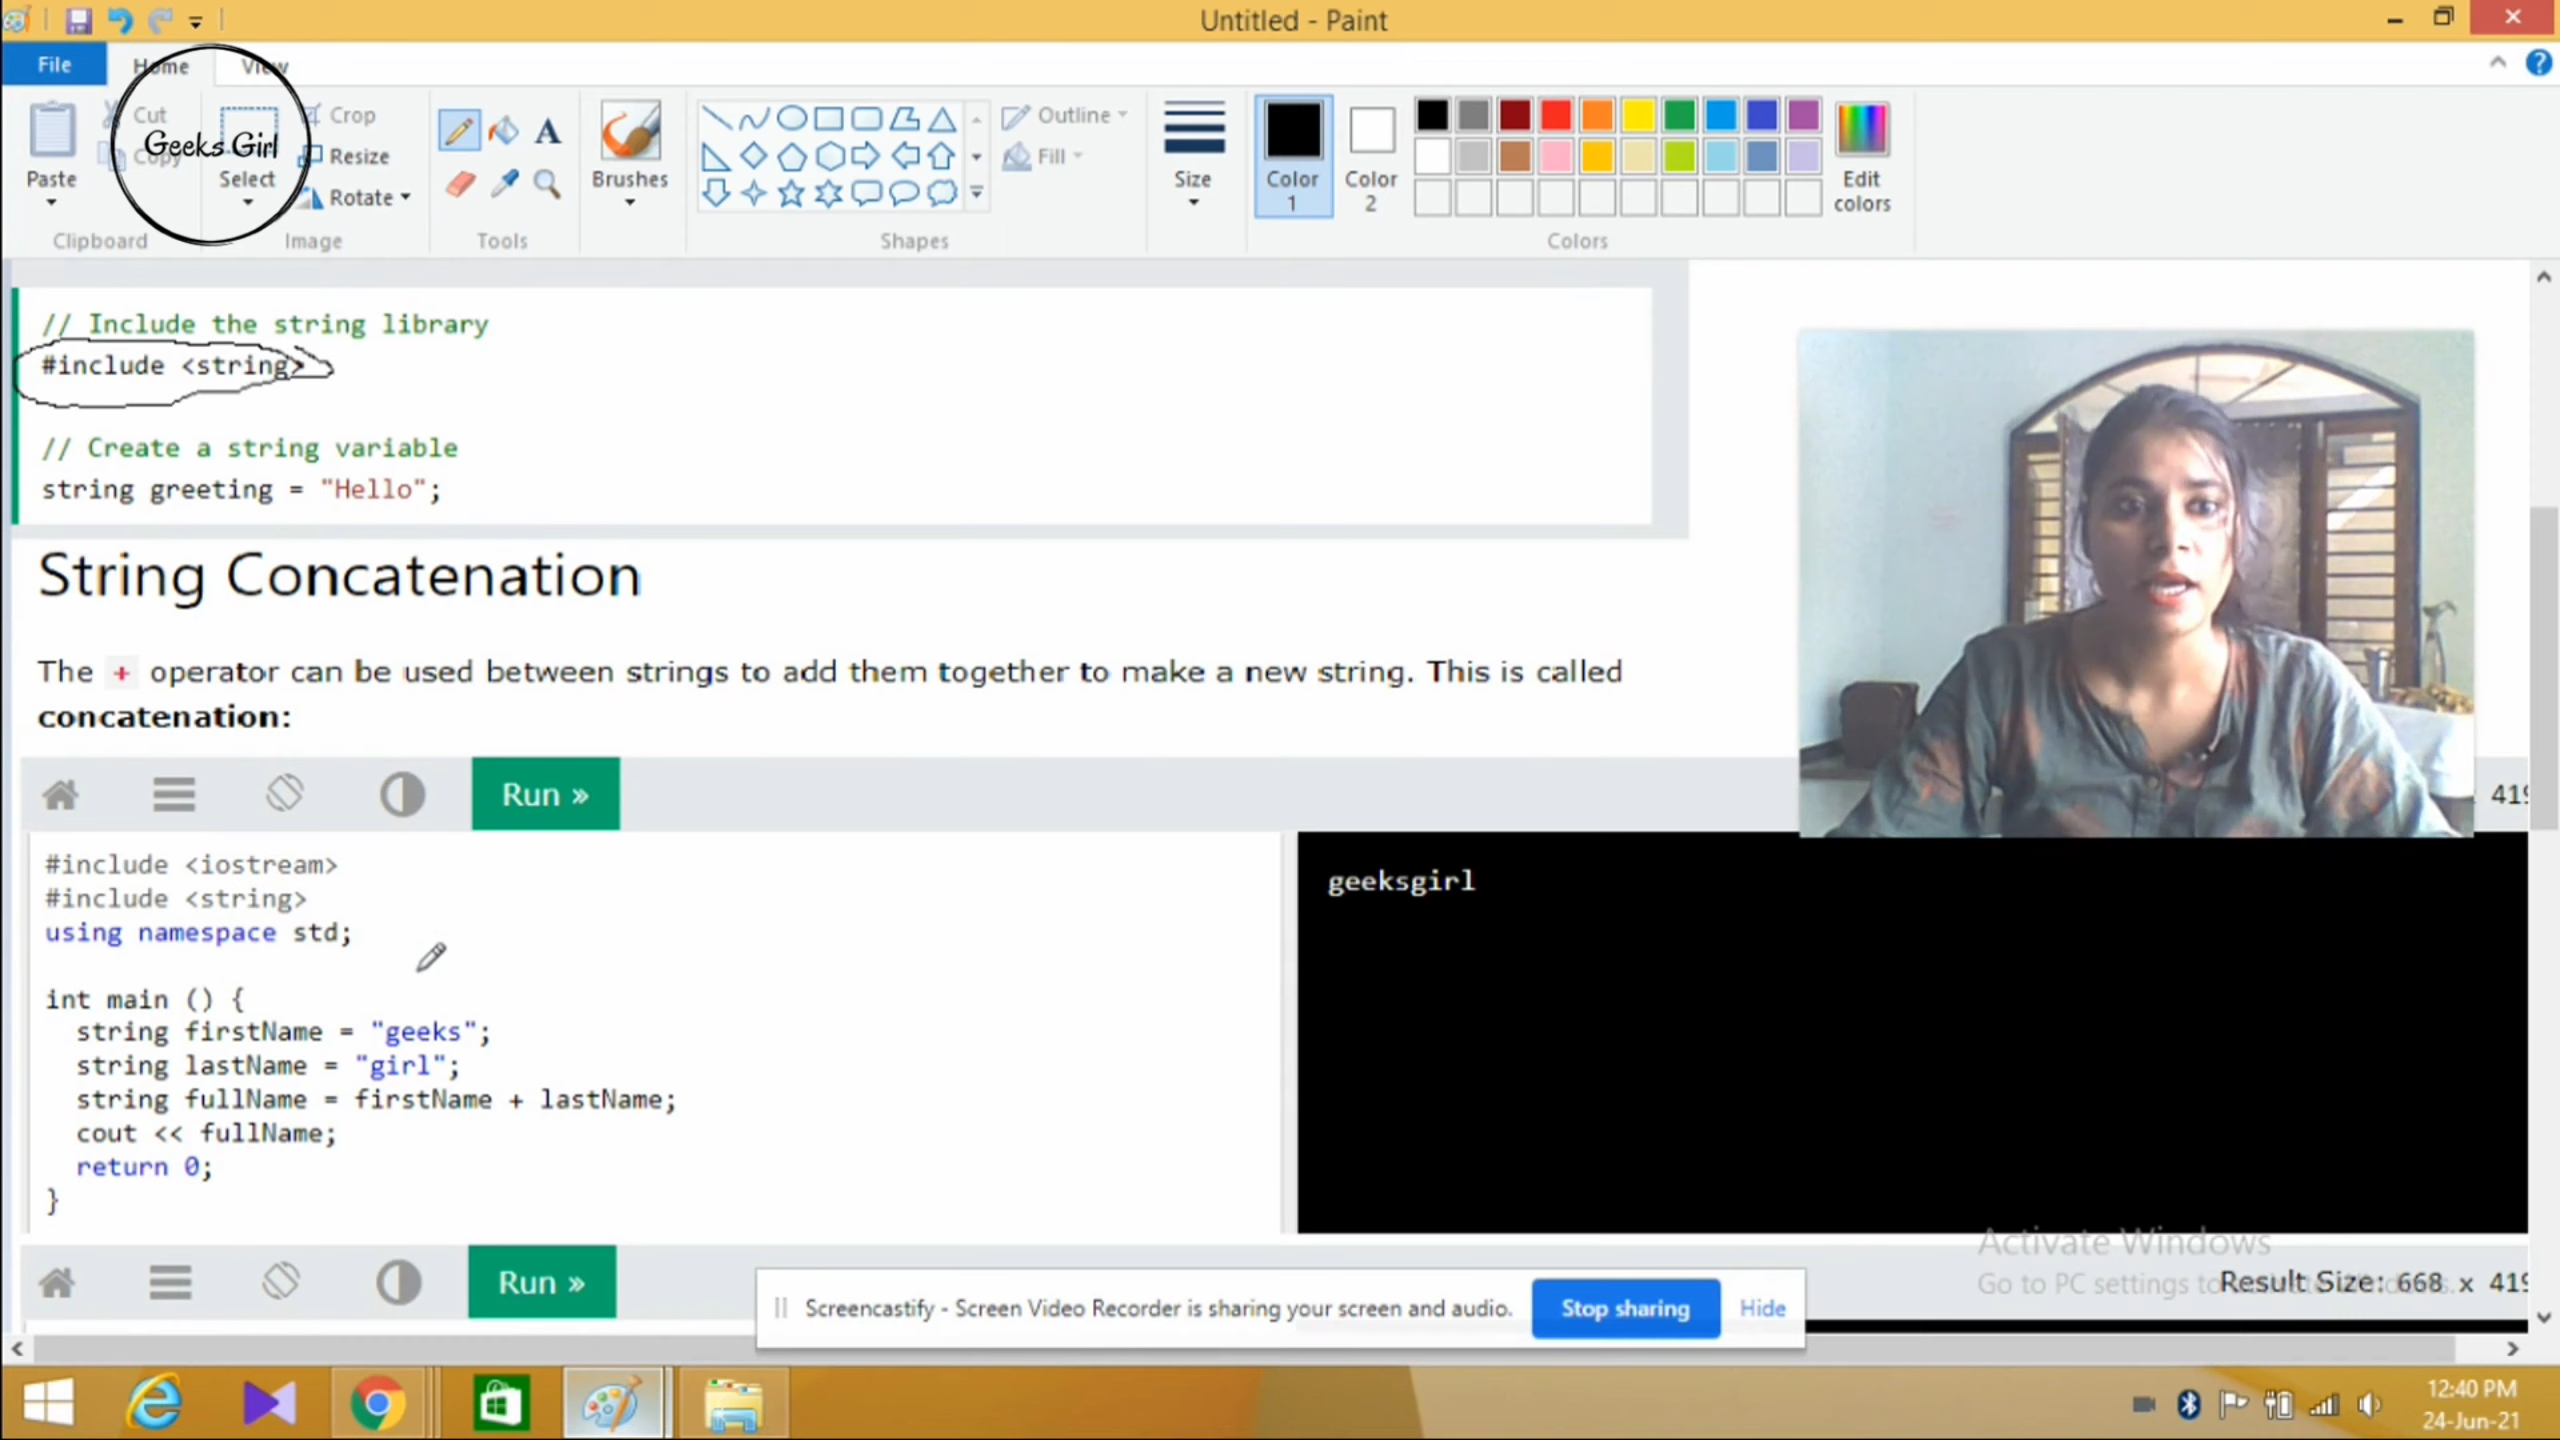 Untitled - Paint
File
Home
View
Geeks Girl
Paste
Cut
Copy
Clipboard
Select
Crop
Resize
Rotate
Image
Tools
Brushes
Shapes
Outline
Fill
Size
Color
1
Color
2
Edit
colors
Colors
// Include the string library
#include <string>
// Create a string variable
string greeting = "Hello";
String Concatenation
The + operator can be used between strings to add them together to make a new string. This is called
concatenation:
Run »
419
#include <iostream>
#include <string>
using namespace std;
int main () {
string firstName = "geeks";
string lastName = "girl";
string fullName = firstName + lastName;
cout << fullName;
return 0;
}
geeksgirl
Activate Windows
Go to PC settings to
Run »
Result Size: 668 x 419
Screencastify - Screen Video Recorder is sharing your screen and audio.
Stop sharing
Hide
12:40 PM
24-Jun-21